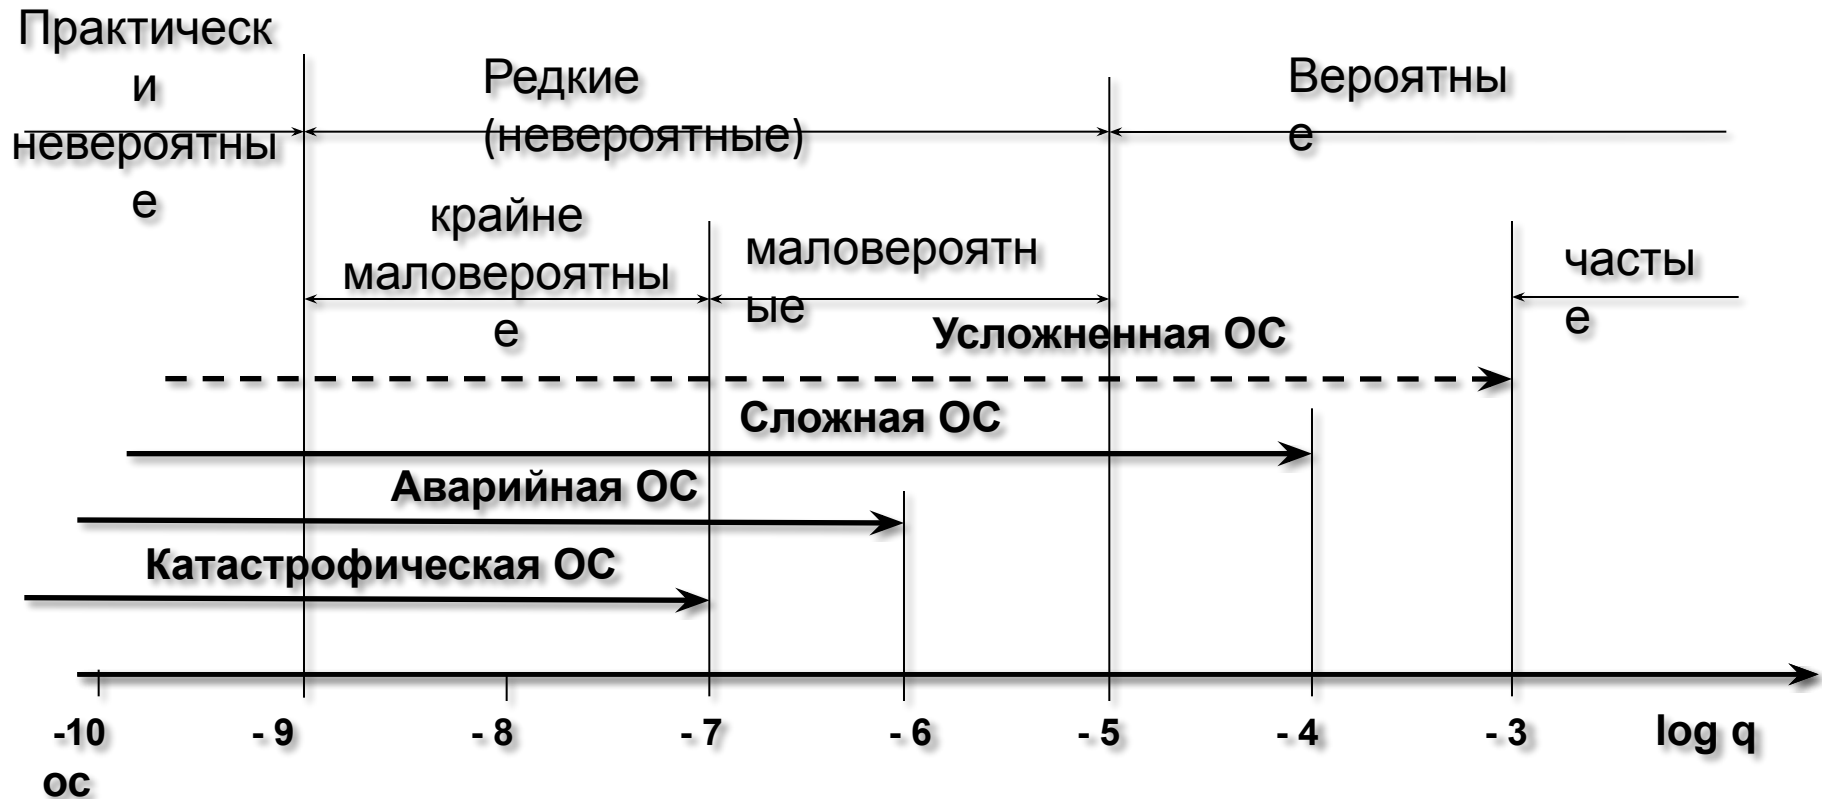 Практическ
и
невероятны
е
Редкие
(невероятные)
Вероятны
е
крайне
маловероятны
е
маловероятн
ые
часты
е
Усложненная ОС
Сложная ОС
Аварийная ОС
Катастрофическая ОС
-10 - 9 - 8 - 7 - 6 - 5 - 4 - 3 log q
ос